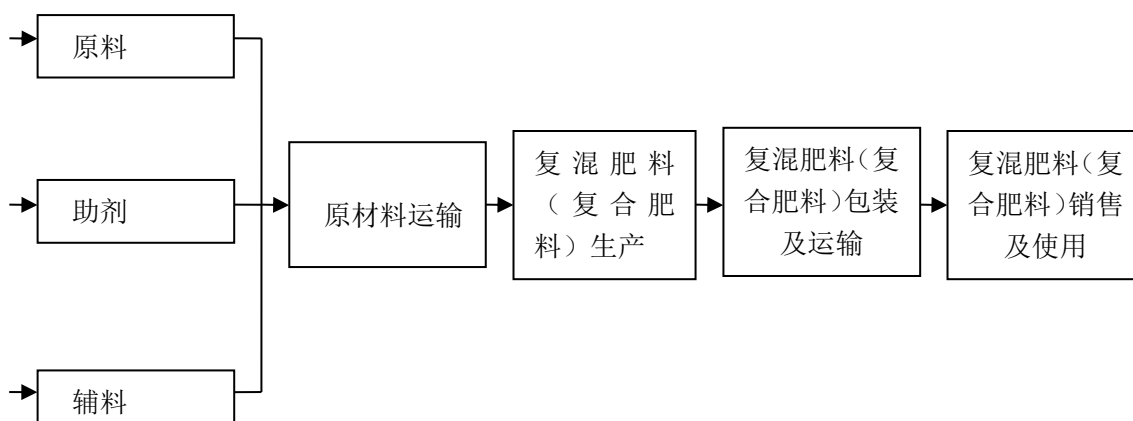 原料
助剂
辅料
原材料运输
复混肥料
（复合肥
料）生产
复混肥料（复
合肥料）包装
及运输
复混肥料（复
合肥料）销售
及使用